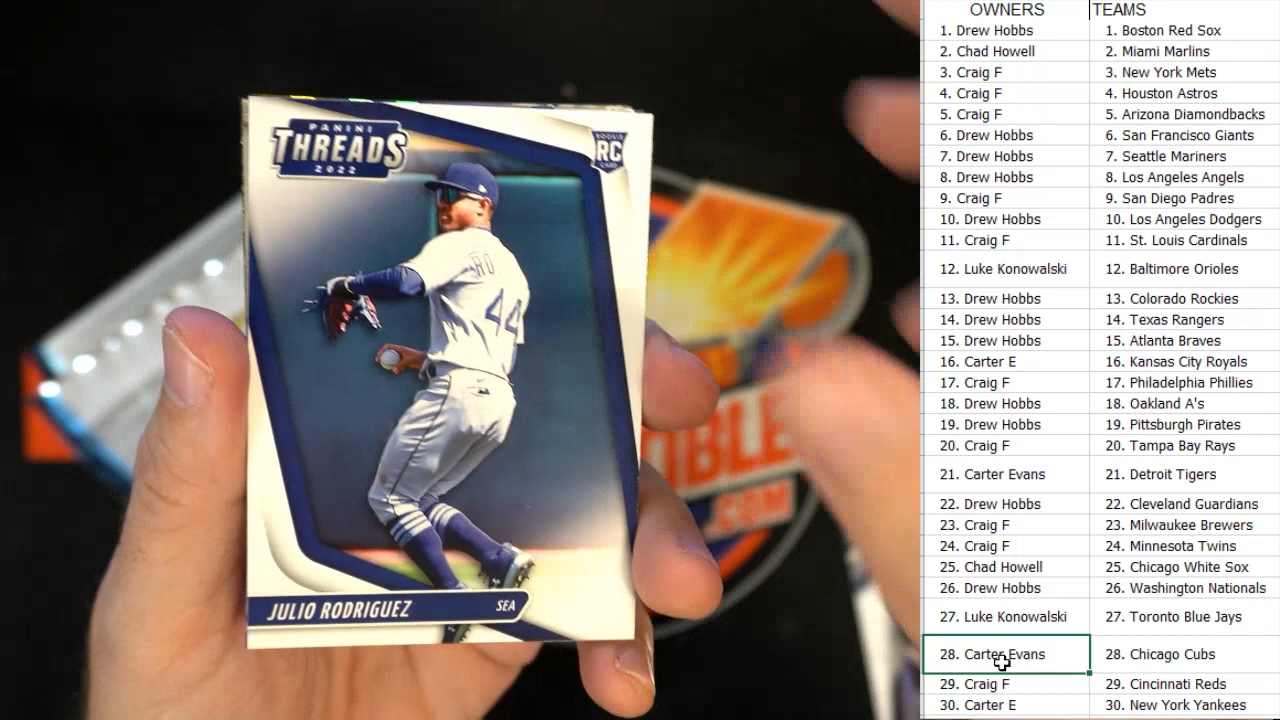 PANINI
THREADS
2022
ROOKIE
RC
CARD
RO
44
JULIO RODRIGUEZ
SEA
IBLE
.COM
OWNERS TEAMS
1. Drew Hobbs 1. Boston Red Sox
2. Chad Howell 2. Miami Marlins
3. Craig F 3. New York Mets
4. Craig F 4. Houston Astros
5. Craig F 5. Arizona Diamondbacks
6. Drew Hobbs 6. San Francisco Giants
7. Drew Hobbs 7. Seattle Mariners
8. Drew Hobbs 8. Los Angeles Angels
9. Craig F 9. San Diego Padres
10. Drew Hobbs 10. Los Angeles Dodgers
11. Craig F 11. St. Louis Cardinals
12. Luke Konowalski 12. Baltimore Orioles
13. Drew Hobbs 13. Colorado Rockies
14. Drew Hobbs 14. Texas Rangers
15. Drew Hobbs 15. Atlanta Braves
16. Carter E 16. Kansas City Royals
17. Craig F 17. Philadelphia Phillies
18. Drew Hobbs 18. Oakland A's
19. Drew Hobbs 19. Pittsburgh Pirates
20. Craig F 20. Tampa Bay Rays
21. Carter Evans 21. Detroit Tigers
22. Drew Hobbs 22. Cleveland Guardians
23. Craig F 23. Milwaukee Brewers
24. Craig F 24. Minnesota Twins
25. Chad Howell 25. Chicago White Sox
26. Drew Hobbs 26. Washington Nationals
27. Luke Konowalski 27. Toronto Blue Jays
28. Carter Evans 28. Chicago Cubs
29. Craig F 29. Cincinnati Reds
30. Carter E 30. New York Yankees